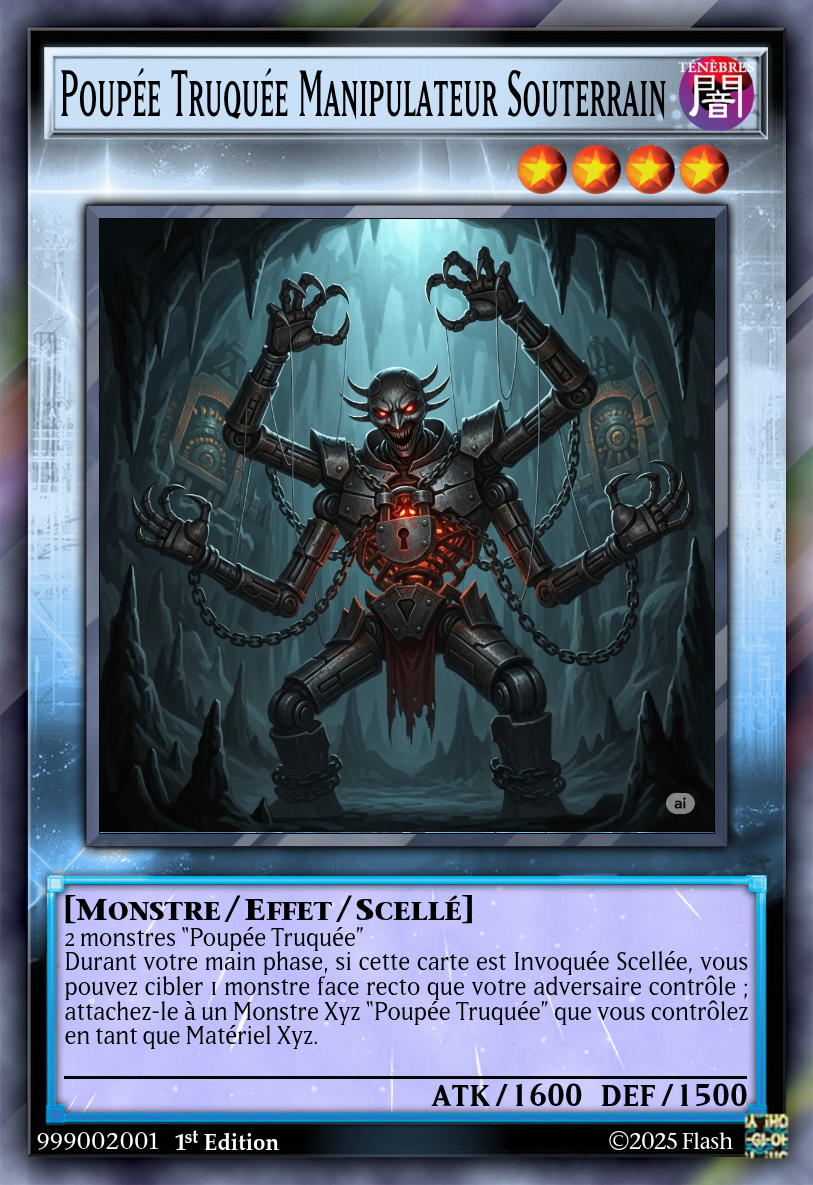 Poupée Truquée Manipulateur Souterrain
TÉNÈBRES
闇
ai
[Monstre / Effet / Scellé]
2 monstres "Poupée Truquée"
Durant votre main phase, si cette carte est Invoquée Scellée, vous
pouvez cibler 1 monstre face recto que votre adversaire contrôle ;
attachez-le à un Monstre Xyz "Poupée Truquée" que vous contrôlez
en tant que Matériel Xyz.
ATK / 1600 DEF / 1500
999002001 1st Edition
©2025 Flash